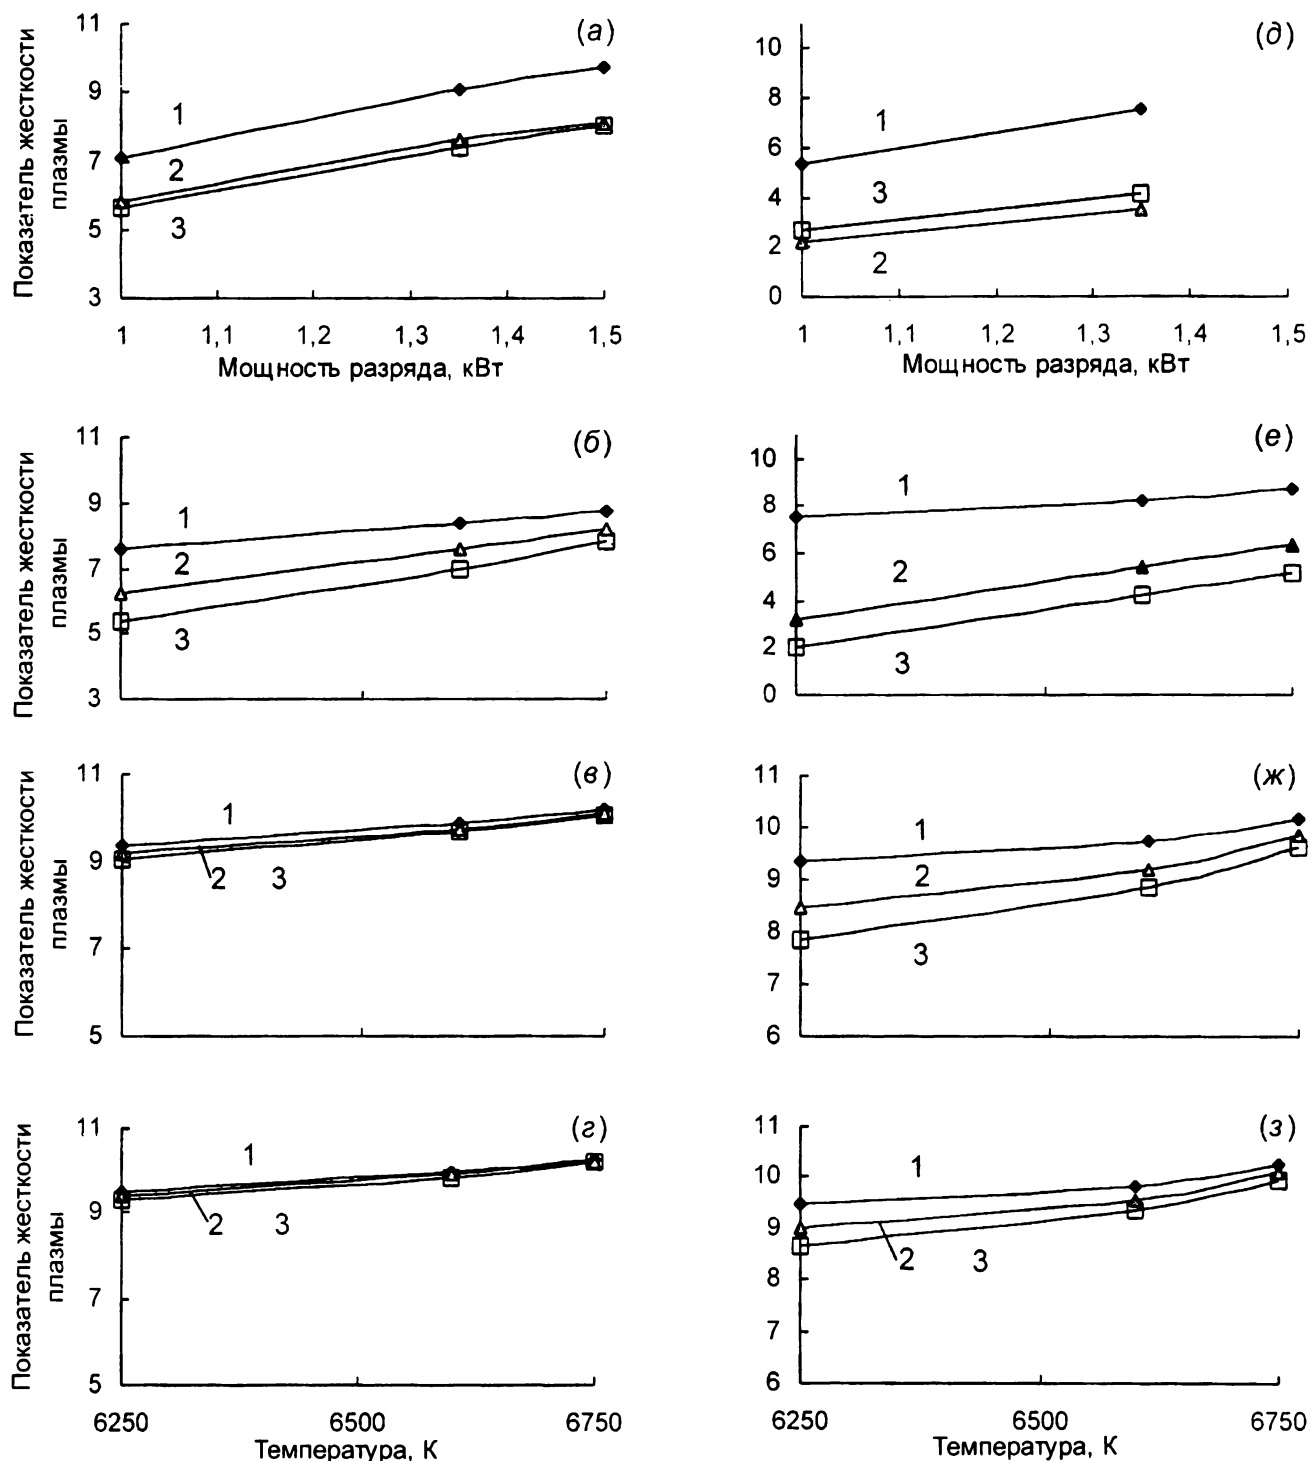 Показатель жесткости
плазмы
11
9
7
5
3
(а)
1
2
3
1 1,1 1,2 1,3 1,4 1,5
Мощность разряда, кВт
10
8
6
4
2
0
(д)
1
3
2
1 1,1 1,2 1,3 1,4 1,5
Мощность разряда, кВт
Показатель жесткости
плазмы
11
9
7
5
3
(б)
1
2
3
10
8
6
4
2
0
(е)
1
2
3
Показатель жесткости
плазмы
11
9
7
5
(в)
1
2 3
11
10
9
8
7
6
(ж)
1
2
3
Показатель жесткости
плазмы
11
9
7
5
(г)
1
2 3
6250 6500 6750
Температура, К
11
10
9
8
7
6
(з)
1
2 3
6250 6500 6750
Температура, К